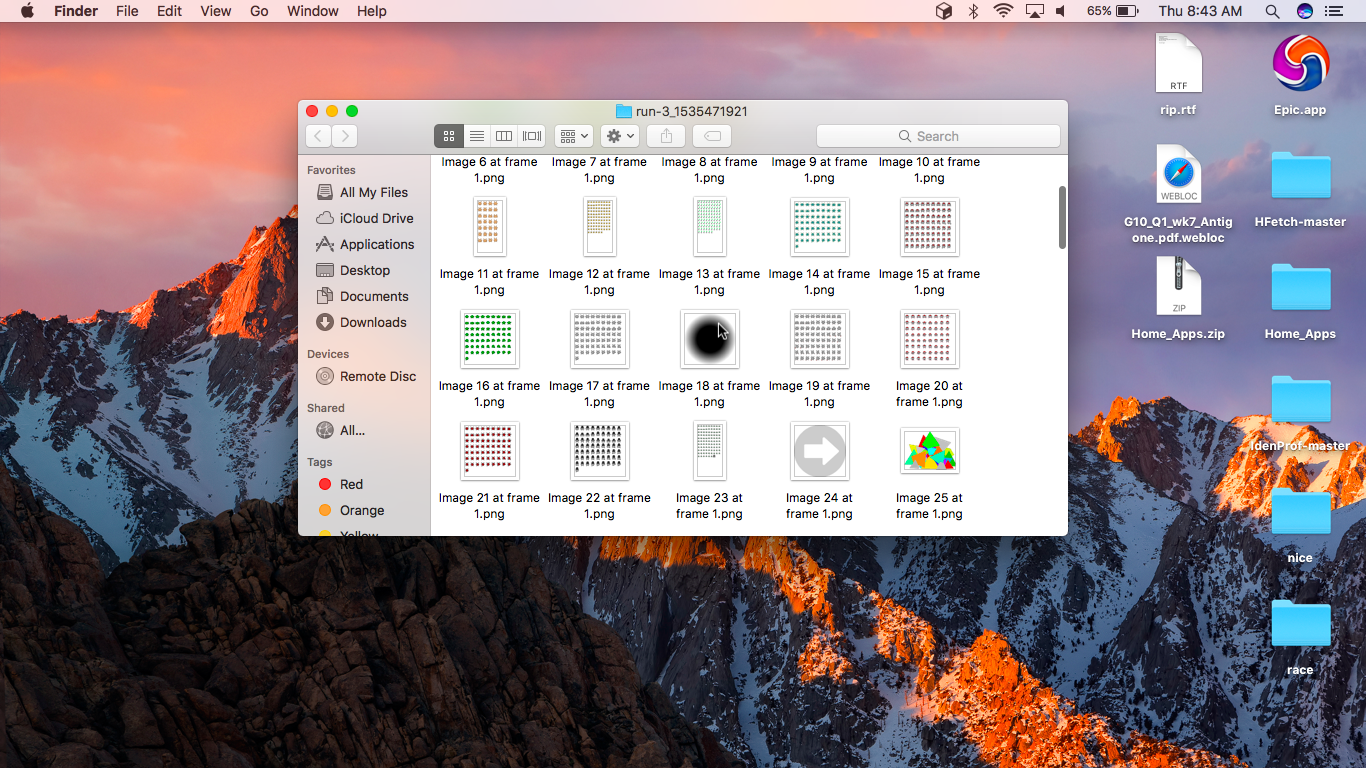 Finder File Edit View Go Window Help 65% Thu 8:43 AM
run-3_1535471921
Search
Favorites
All My Files
iCloud Drive
Applications
Desktop
Documents
Downloads
Devices
Remote Disc
Shared
All...
Tags
Red
Orange
Yellow
Image 6 at frame 1.png
Image 7 at frame 1.png
Image 8 at frame 1.png
Image 9 at frame 1.png
Image 10 at frame 1.png
Image 11 at frame 1.png
Image 12 at frame 1.png
Image 13 at frame 1.png
Image 14 at frame 1.png
Image 15 at frame 1.png
Image 16 at frame 1.png
Image 17 at frame 1.png
Image 18 at frame 1.png
Image 19 at frame 1.png
Image 20 at frame 1.png
Image 21 at frame 1.png
Image 22 at frame 1.png
Image 23 at frame 1.png
Image 24 at frame 1.png
Image 25 at frame 1.png
RTF
rip.rtf
Epic.app
WEBLOC
G10_Q1_wk7_Antig
one.pdf.webloc
HFetch-master
ZIP
Home_Apps.zip
Home_Apps
IdenProf-master
nice
race